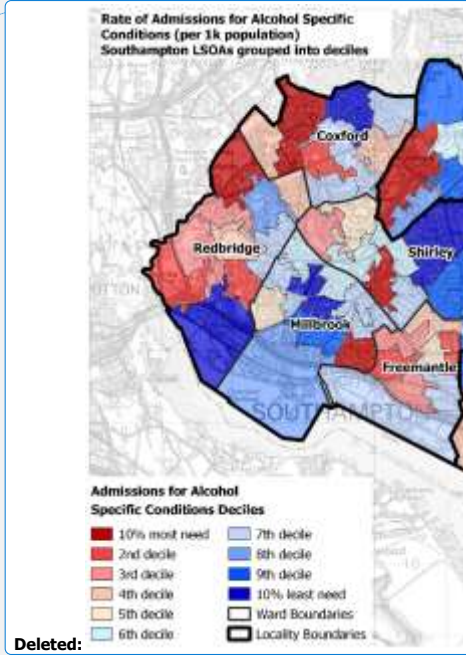 Rate of Admissions for Alcohol Specific
Conditions (per 1k population)
Southampton LSOAs grouped into deciles
Coxford
Redbridge
Shirley
Millbrook
Freemantle
SOUTHAMPTON
Admissions for Alcohol
Specific Conditions Deciles
10% most need
2nd decile
3rd decile
4th decile
5th decile
6th decile
7th decile
8th decile
9th decile
10% least need
Ward Boundaries
Locality Boundaries
Deleted: